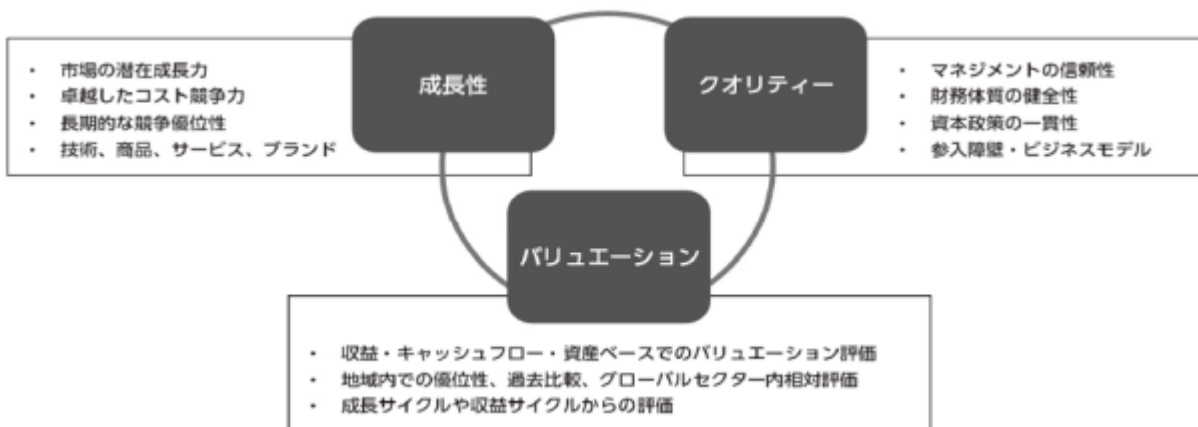 成長性
・ 市場の潜在成長力
・ 卓越したコスト競争力
・ 長期的な競争優位性
・ 技術、商品、サービス、ブランド
クオリティー
・ マネジメントの信頼性
・ 財務体質の健全性
・ 資本政策の一貫性
・ 参入障壁・ビジネスモデル
バリュエーション
・ 収益・キャッシュフロー・資産ベースでのバリュエーション評価
・ 地域内での優位性、過去比較、グローバルセクター内相対評価
・ 成長サイクルや収益サイクルからの評価